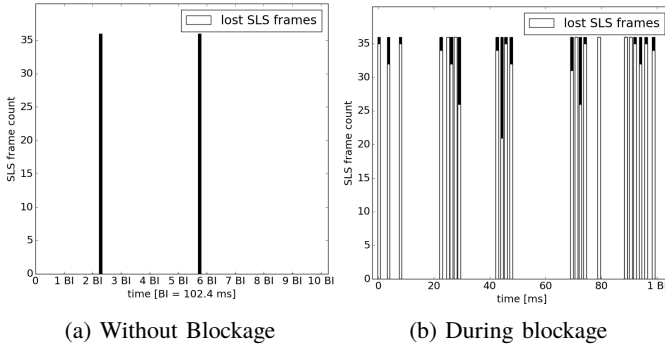 lost SLS frames
SLS frame count
35
30
25
20
15
10
5
0
0 1 BI 2 BI 3 BI 4 BI 5 BI 6 BI 7 BI 8 BI 9 BI 10 BI
time [BI = 102.4 ms]
(a) Without Blockage
lost SLS frames
SLS frame count
35
30
25
20
15
10
5
0
0 20 40 60 80 1 BI
time [ms]
(b) During blockage